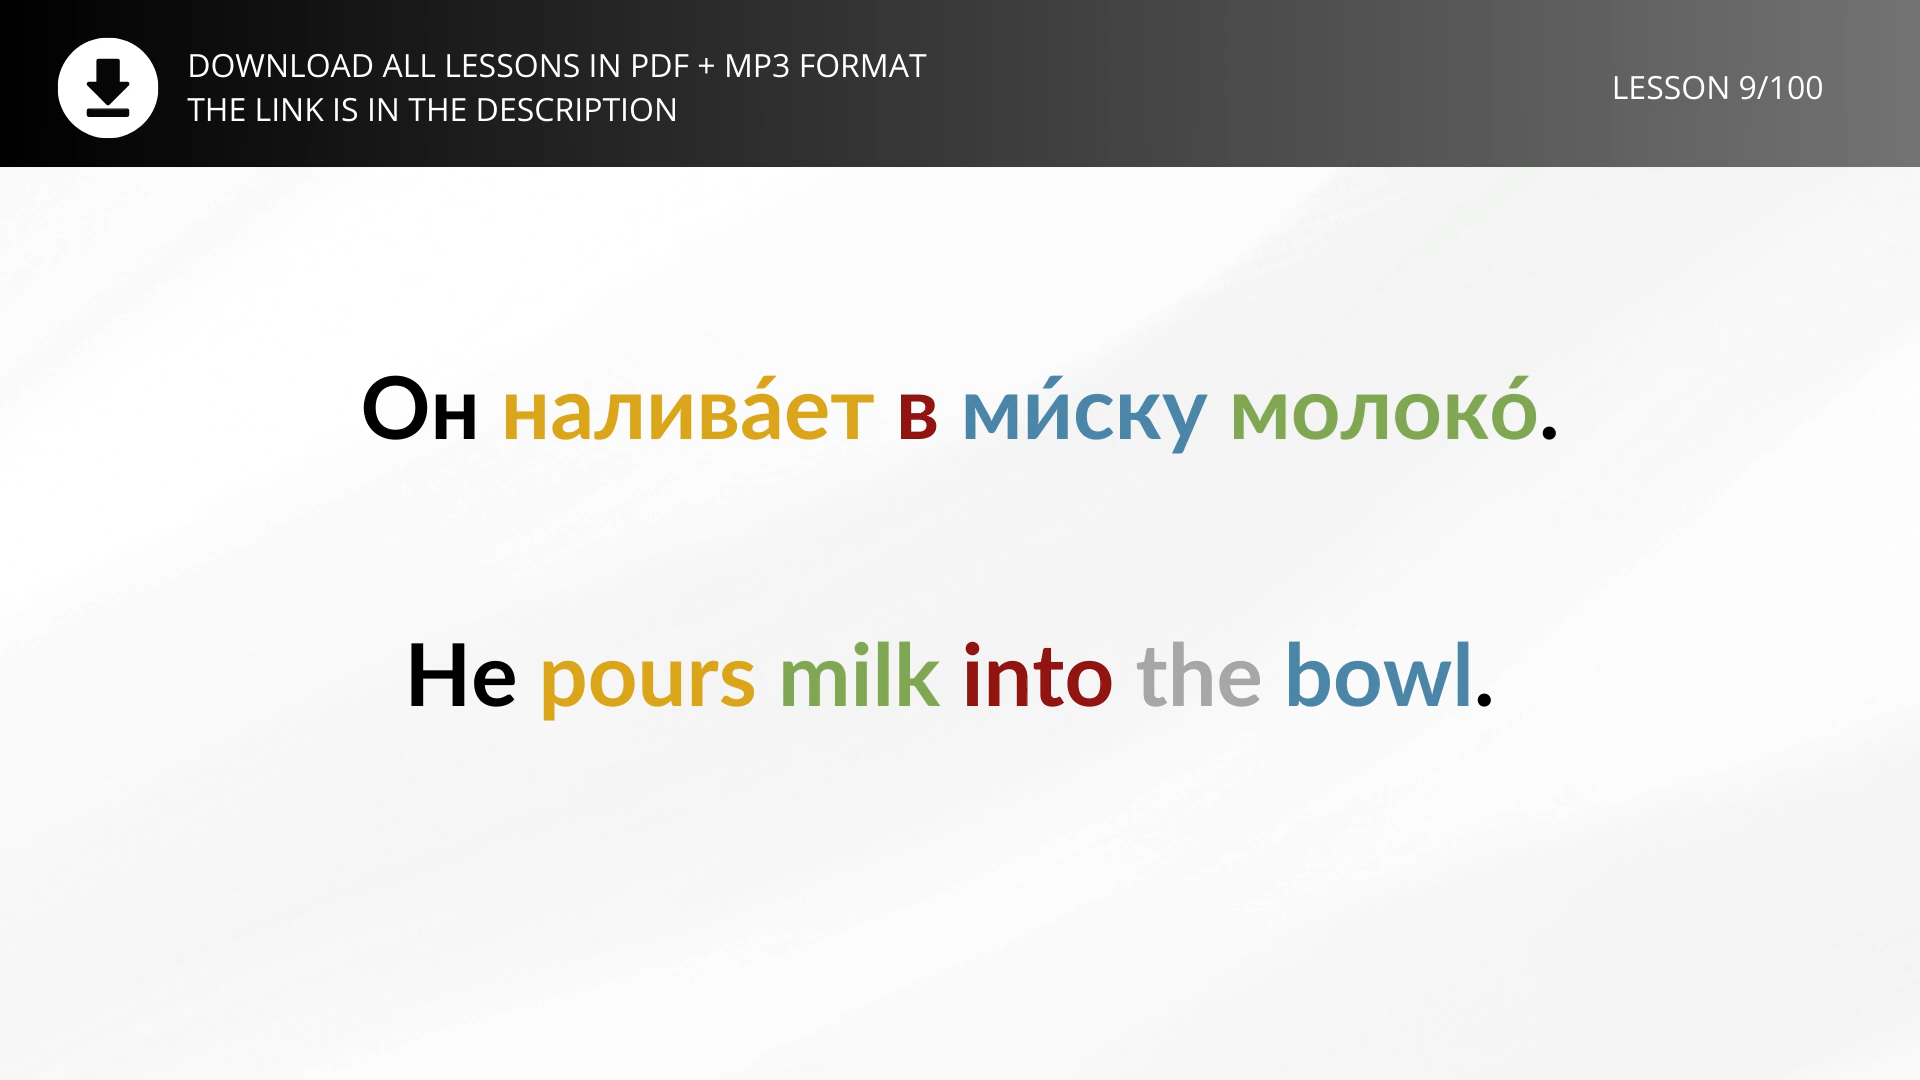 DOWNLOAD ALL LESSONS IN PDF + MP3 FORMAT
THE LINK IS IN THE DESCRIPTION
LESSON 9/100
Он налива́ет в ми́ску молоко́.
He pours milk into the bowl.